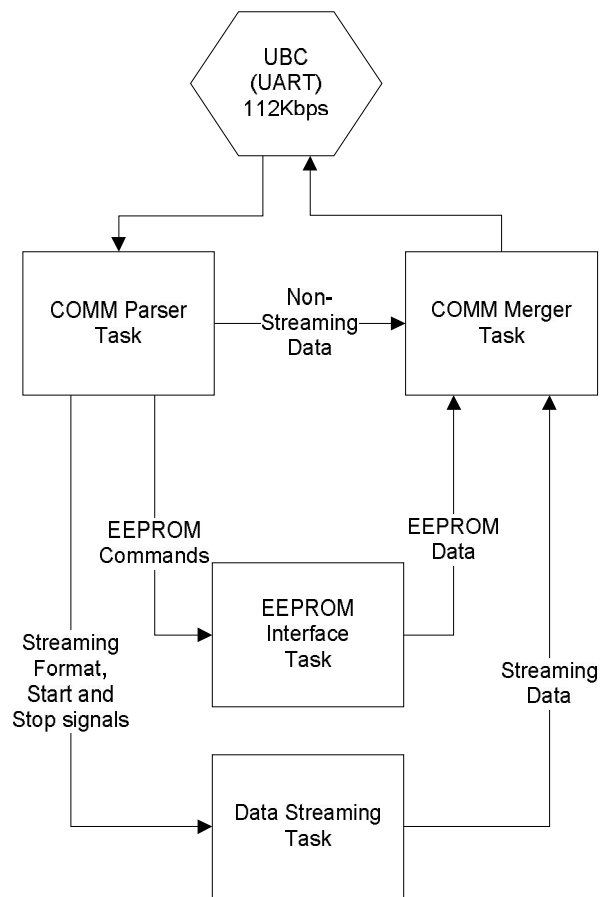 UBC
(UART)
112Kbps
COMM Parser
Task
Non-
Streaming
Data
COMM Merger
Task
EEPROM
Commands
EEPROM
Data
EEPROM
Interface
Task
Streaming
Format,
Start and
Stop signals
Streaming
Data
Data Streaming
Task